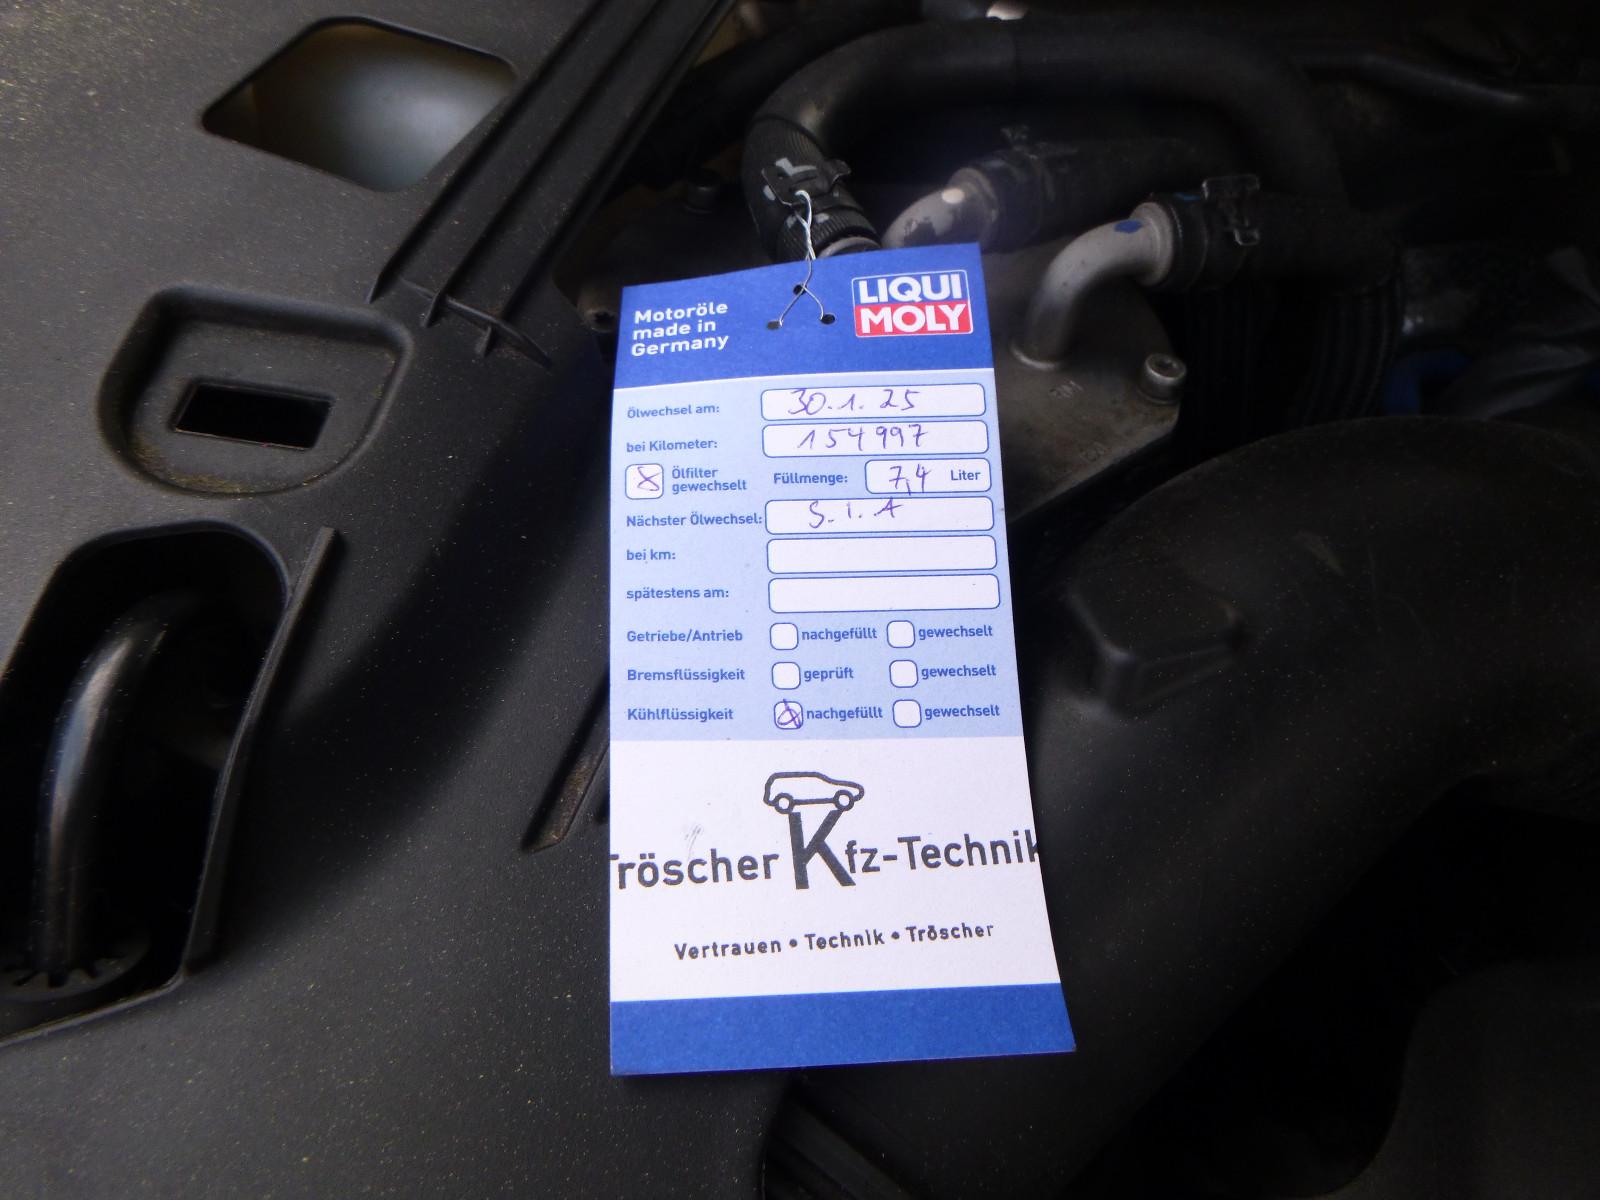 Motoröle
made in
Germany
LIQUI
MOLY
Ölwechsel am: 30.1.25
bei Kilometer: 154997
Ölfilter
gewechselt
Füllmenge: 7,4 Liter
Nächster Ölwechsel: S.I.A
bei km:
spätestens am:
Getriebe/Antrieb nachgefüllt gewechselt
Bremsflüssigkeit geprüft gewechselt
Kühlflüssigkeit nachgefüllt gewechselt
Tröscher Kfz-Technik
Vertrauen • Technik • Tröscher